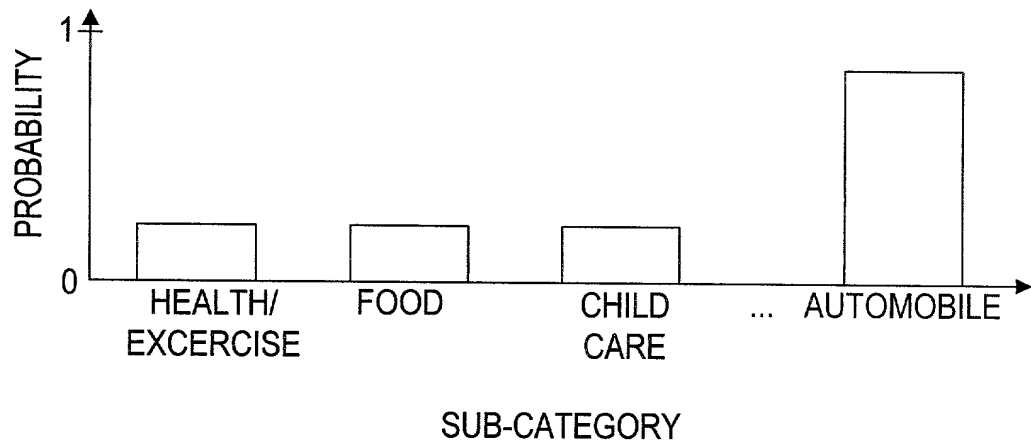 1
PROBABILITY
0
HEALTH/
EXCERCISE
FOOD
CHILD
CARE
...
AUTOMOBILE
SUB-CATEGORY